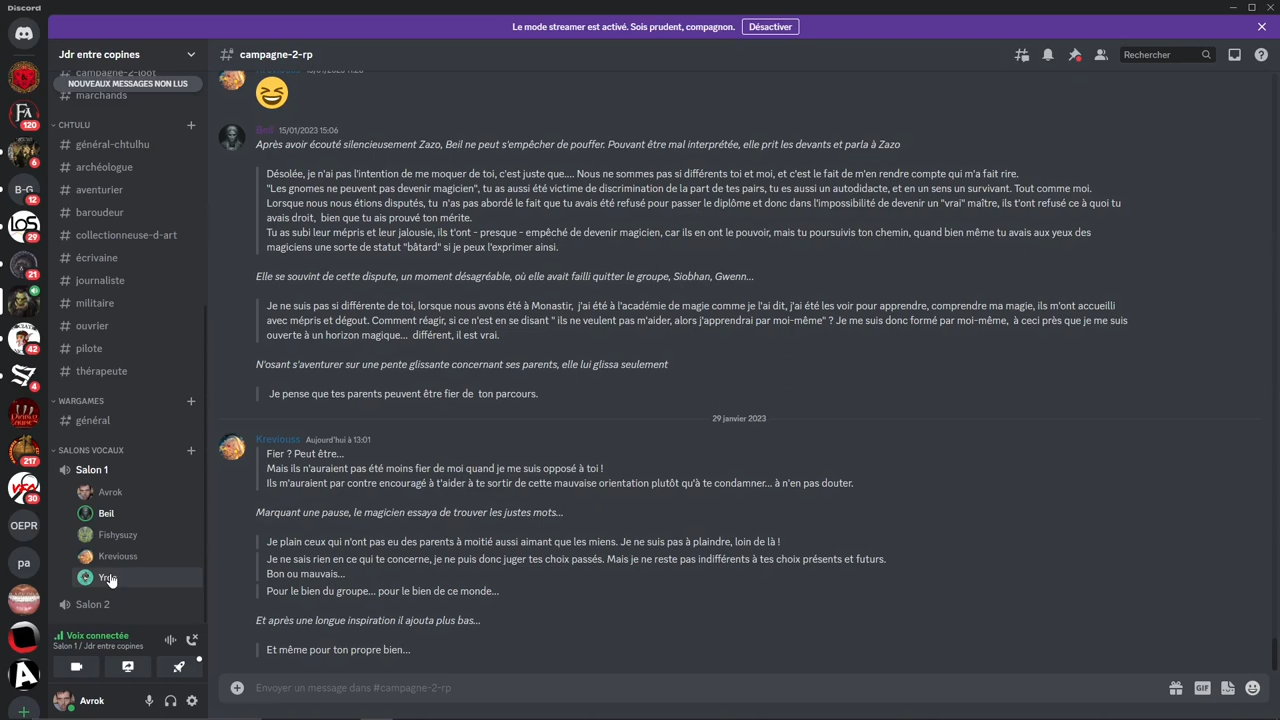 Discord
Le mode streamer est activé. Sois prudent, compagnon.
Désactiver
Jdr entre copines
campagne-2-rp
Rechercher
campagne-2-loot
NOUVEAUX MESSAGES NON LUS
marchands
CHTULU
général-chtulhu
archéologue
aventurier
baroudeur
collectionneuse-d-art
écrivaine
journaliste
militaire
ouvrier
pilote
thérapeute
WARGAMES
général
SALONS VOCAUX
Salon 1
Avrok
Beil
Fishysuzy
Kreviouss
Salon 2
Voix connectée
Salon 1 / Jdr entre copines
Avrok
FA
120
6
B-G
12
LOS
29
21
42
4
217
30
OEPR
pa
Beil 15/01/2023 15:06
Après avoir écouté silencieusement Zazo, Beil ne peut s'empêcher de pouffer. Pouvant être mal interprétée, elle prit les devants et parla à Zazo
Désolée, je n'ai pas l'intention de me moquer de toi, c'est juste que.... Nous ne sommes pas si différents toi et moi, et c'est le fait de m'en rendre compte qui m'a fait rire.
"Les gnomes ne peuvent pas devenir magicien", tu as aussi été victime de discrimination de la part de tes pairs, tu es aussi un autodidacte, et en un sens un survivant. Tout comme moi.
Lorsque nous nous étions disputés, tu n'as pas abordé le fait que tu avais été refusé pour passer le diplôme et donc dans l'impossibilité de devenir un "vrai" maître, ils t'ont refusé ce à quoi tu
avais droit, bien que tu ais prouvé ton mérite.
Tu as subi leur mépris et leur jalousie, ils t'ont - presque - empêché de devenir magicien, car ils en ont le pouvoir, mais tu poursuivis ton chemin, quand bien même tu avais aux yeux des
magiciens une sorte de statut "bâtard" si je peux l'exprimer ainsi.
Elle se souvint de cette dispute, un moment désagréable, où elle avait failli quitter le groupe, Siobhan, Gwenn...
Je ne suis pas si différente de toi, lorsque nous avons été à Monastir, j'ai été à l'académie de magie comme je l'ai dit, j'ai été les voir pour apprendre, comprendre ma magie, ils m'ont accueilli
avec mépris et dégout. Comment réagir, si ce n'est en se disant " ils ne veulent pas m'aider, alors j'apprendrai par moi-même" ? Je me suis donc formé par moi-même, à ceci près que je me suis
ouverte à un horizon magique... différent, il est vrai.
N'osant s'aventurer sur une pente glissante concernant ses parents, elle lui glissa seulement
Je pense que tes parents peuvent être fier de ton parcours.
29 janvier 2023
Kreviouss Aujourd'hui à 13:01
Fier ? Peut être...
Mais ils n'auraient pas été moins fier de moi quand je me suis opposé à toi !
Ils m'auraient par contre encouragé à t'aider à te sortir de cette mauvaise orientation plutôt qu'à te condamner... à n'en pas douter.
Marquant une pause, le magicien essaya de trouver les justes mots...
Je plain ceux qui n'ont pas eu des parents à moitié aussi aimant que les miens. Je ne suis pas à plaindre, loin de là !
Je ne sais rien en ce qui te concerne, je ne puis donc juger tes choix passés. Mais je ne reste pas indifférents à tes choix présents et futurs.
Bon ou mauvais...
Pour le bien du groupe... pour le bien de ce monde...
Et après une longue inspiration il ajouta plus bas...
Et même pour ton propre bien...
Envoyer un message dans #campagne-2-rp
GIF